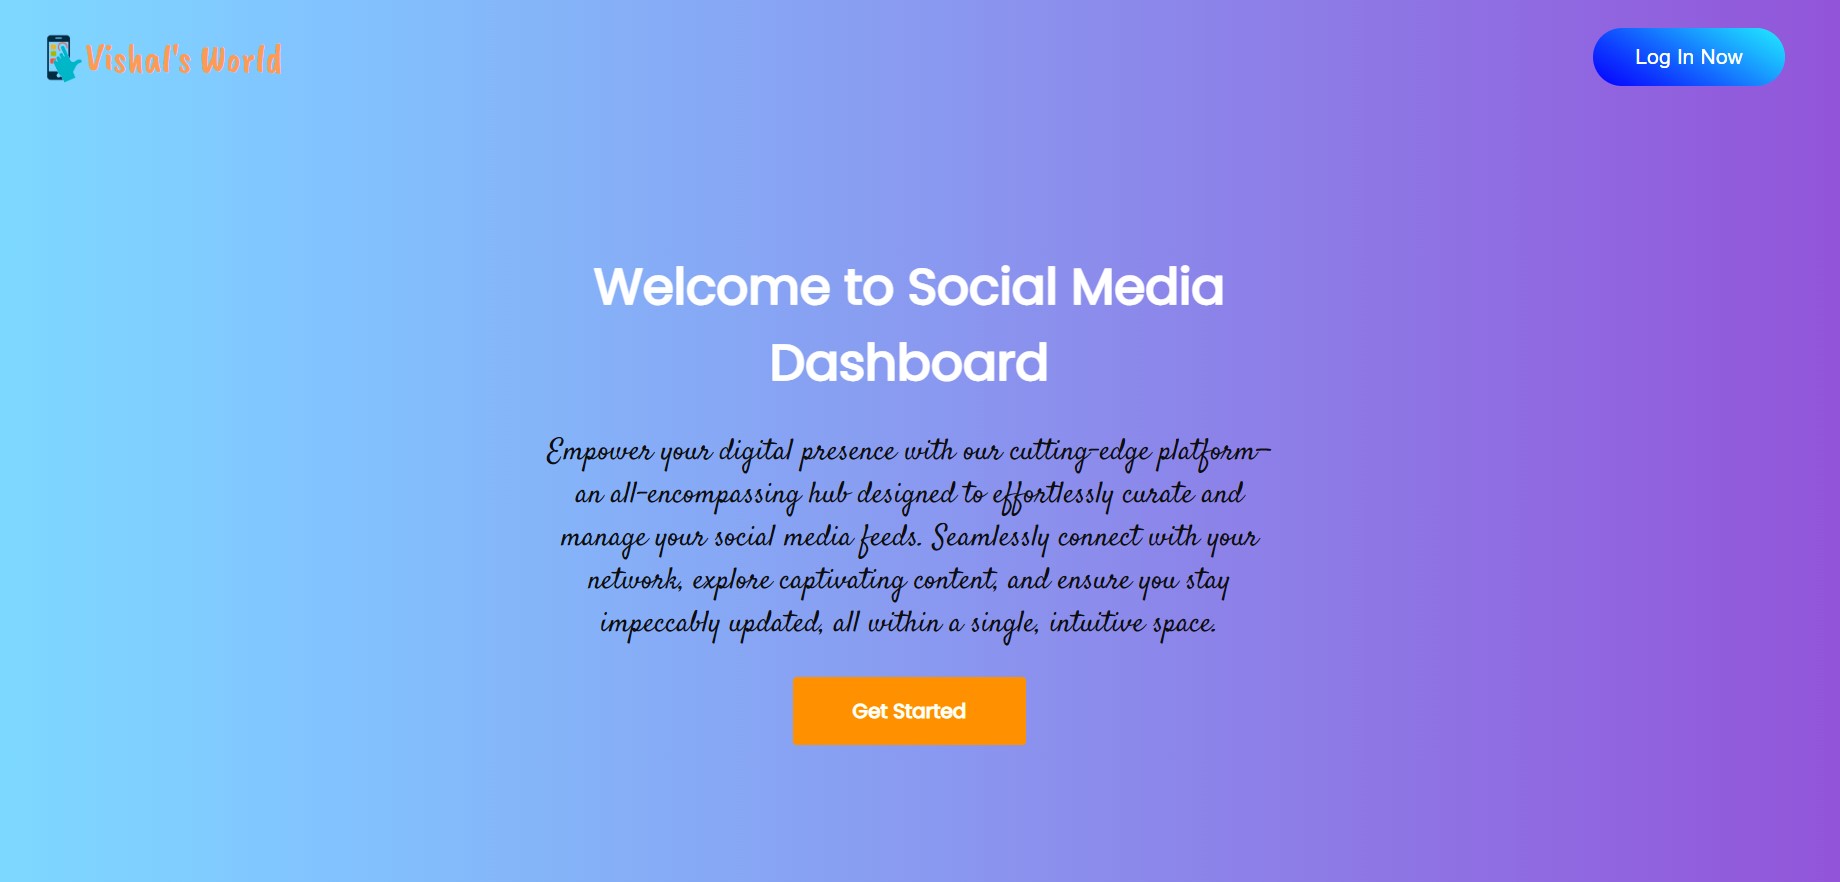 Vishal's World
Log In Now
Welcome to Social Media
Dashboard
Empower your digital presence with our cutting-edge platform—
an all-encompassing hub designed to effortlessly curate and
manage your social media feeds. Seamlessly connect with your
network, explore captivating content, and ensure you stay
impeccably updated, all within a single, intuitive space.
Get Started